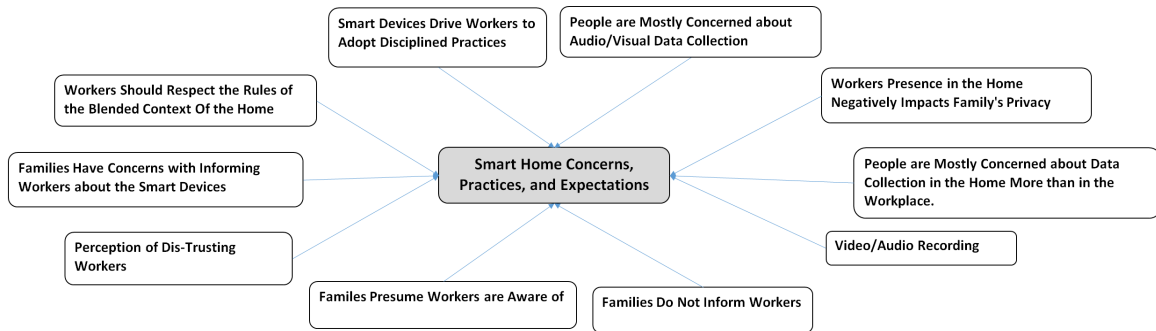 Smart Devices Drive Workers to
Adopt Disciplined Practices
People are Mostly Concerned about
Audio/Visual Data Collection
Workers Should Respect the Rules of
the Blended Context Of the Home
Workers Presence in the Home
Negatively Impacts Family's Privacy
Families Have Concerns with Informing
Workers about the Smart Devices
Smart Home Concerns,
Practices, and Expectations
People are Mostly Concerned about Data
Collection in the Home More than in the
Workplace.
Perception of Dis-Trusting
Workers
Video/Audio Recording
Familes Presume Workers are Aware of
Families Do Not Inform Workers